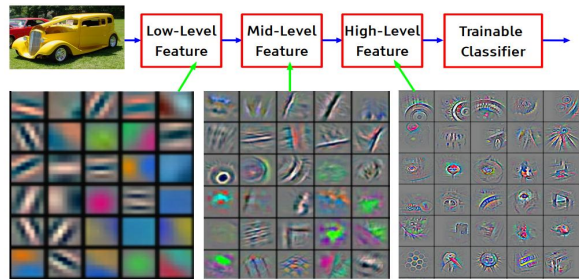 Low-Level
Feature
Mid-Level
Feature
High-Level
Feature
Trainable
Classifier